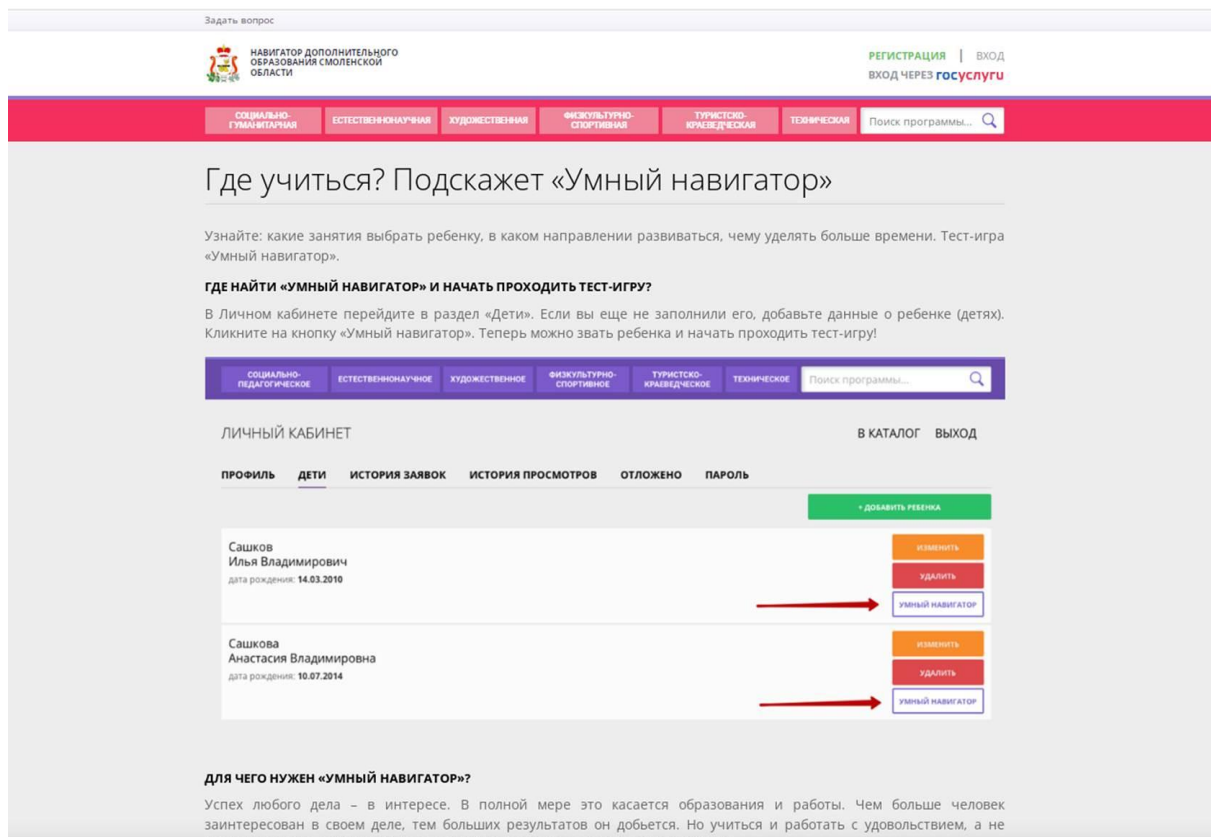 Задать вопрос
НАВИГАТОР ДОПОЛНИТЕЛЬНОГО
ОБРАЗОВАНИЯ СМОЛЕНСКОЙ
ОБЛАСТИ
РЕГИСТРАЦИЯ | ВХОД
ВХОД ЧЕРЕЗ госуслуги
СОЦИАЛЬНО-
ГУМАНИТАРНАЯ
ЕСТЕСТВЕННОНАУЧНАЯ
ХУДОЖЕСТВЕННАЯ
ФИЗКУЛЬТУРНО-
СПОРТИВНАЯ
ТУРИСТСКО-
КРАЕВЕДЧЕСКАЯ
ТЕХНИЧЕСКАЯ
Поиск программы...
Где учиться? Подскажет «Умный навигатор»
Узнайте: какие занятия выбрать ребенку, в каком направлении развиваться, чему уделять больше времени. Тест-игра
«Умный навигатор».
ГДЕ НАЙТИ «УМНЫЙ НАВИГАТОР» И НАЧАТЬ ПРОХОДИТЬ ТЕСТ-ИГРУ?
В Личном кабинете перейдите в раздел «Дети». Если вы еще не заполнили его, добавьте данные о ребенке (детях).
Кликните на кнопку «Умный навигатор». Теперь можно звать ребенка и начать проходить тест-игру!
СОЦИАЛЬНО-
ПЕДАГОГИЧЕСКОЕ
ЕСТЕСТВЕННОНАУЧНОЕ
ХУДОЖЕСТВЕННОЕ
ФИЗКУЛЬТУРНО-
СПОРТИВНОЕ
ТУРИСТСКО-
КРАЕВЕДЧЕСКОЕ
ТЕХНИЧЕСКОЕ
Поиск программы...
ЛИЧНЫЙ КАБИНЕТ
В КАТАЛОГ ВЫХОД
ПРОФИЛЬ ДЕТИ ИСТОРИЯ ЗАЯВОК ИСТОРИЯ ПРОСМОТРОВ ОТЛОЖЕНО ПАРОЛЬ
+ ДОБАВИТЬ РЕБЕНКА
Сашков
Илья Владимирович
дата рождения: 14.03.2010
ИЗМЕНИТЬ
УДАЛИТЬ
УМНЫЙ НАВИГАТОР
Сашкова
Анастасия Владимировна
дата рождения: 10.07.2014
ИЗМЕНИТЬ
УДАЛИТЬ
УМНЫЙ НАВИГАТОР
ДЛЯ ЧЕГО НУЖЕН «УМНЫЙ НАВИГАТОР»?
Успех любого дела – в интересе. В полной мере это касается образования и работы. Чем больше человек
заинтересован в своем деле, тем больших результатов он добьется. Но учиться и работать с удовольствием, а не